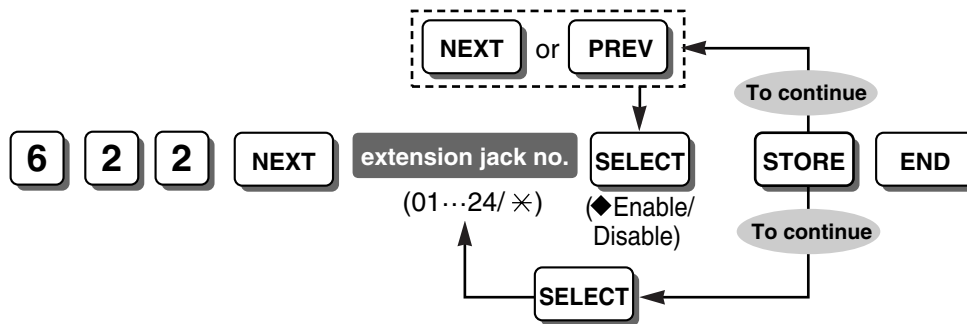 NEXT or PREV
To continue
6 2 2 NEXT extension jack no. SELECT STORE END
(01···24/ ✳) (◆Enable/
Disable)
To continue
SELECT